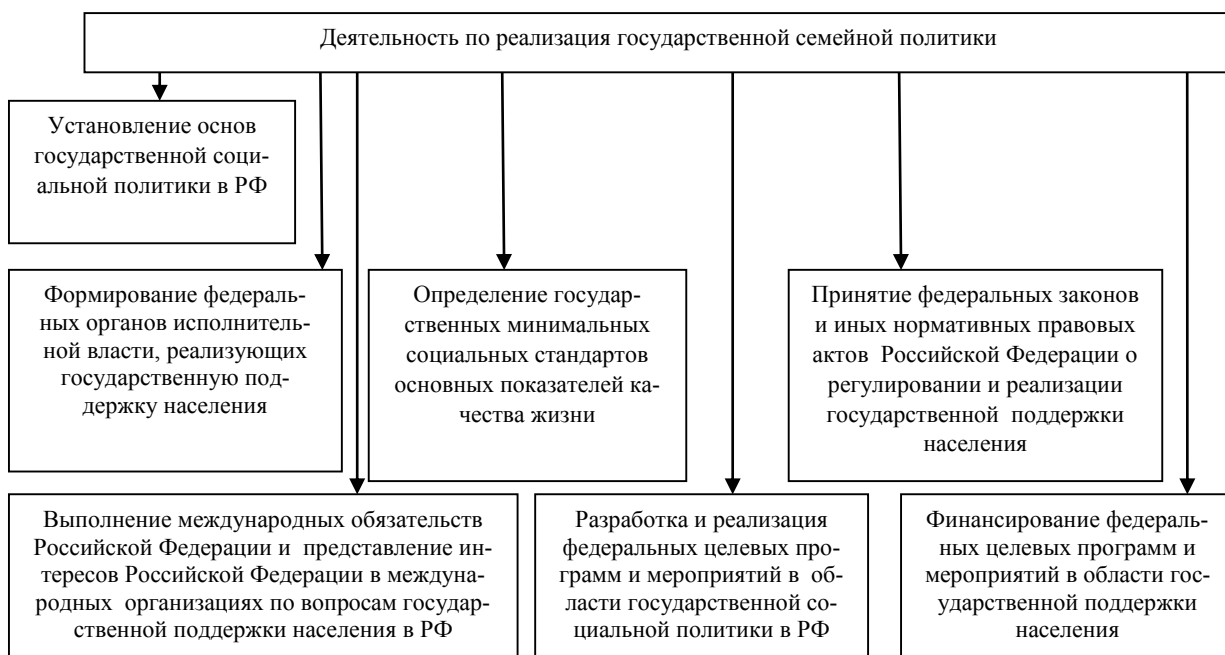 Деятельность по реализация государственной семейной политики
Установление основ
государственной соци-
альной политики в РФ
Формирование федераль-
ных органов исполнитель-
ной власти, реализующих
государственную под-
держку населения
Определение государ-
ственных минимальных
социальных стандартов
основных показателей ка-
чества жизни
Принятие федеральных законов
и иных нормативных правовых
актов Российской Федерации о
регулировании и реализации
государственной поддержки
населения
Выполнение международных обязательств
Российской Федерации и представление ин-
тересов Российской Федерации в междуна-
родных организациях по вопросам государ-
ственной поддержки населения в РФ
Разработка и реализация
федеральных целевых про-
грамм и мероприятий в об-
ласти государственной со-
циальной политики в РФ
Финансирование федераль-
ных целевых программ и
мероприятий в области гос-
ударственной поддержки
населения